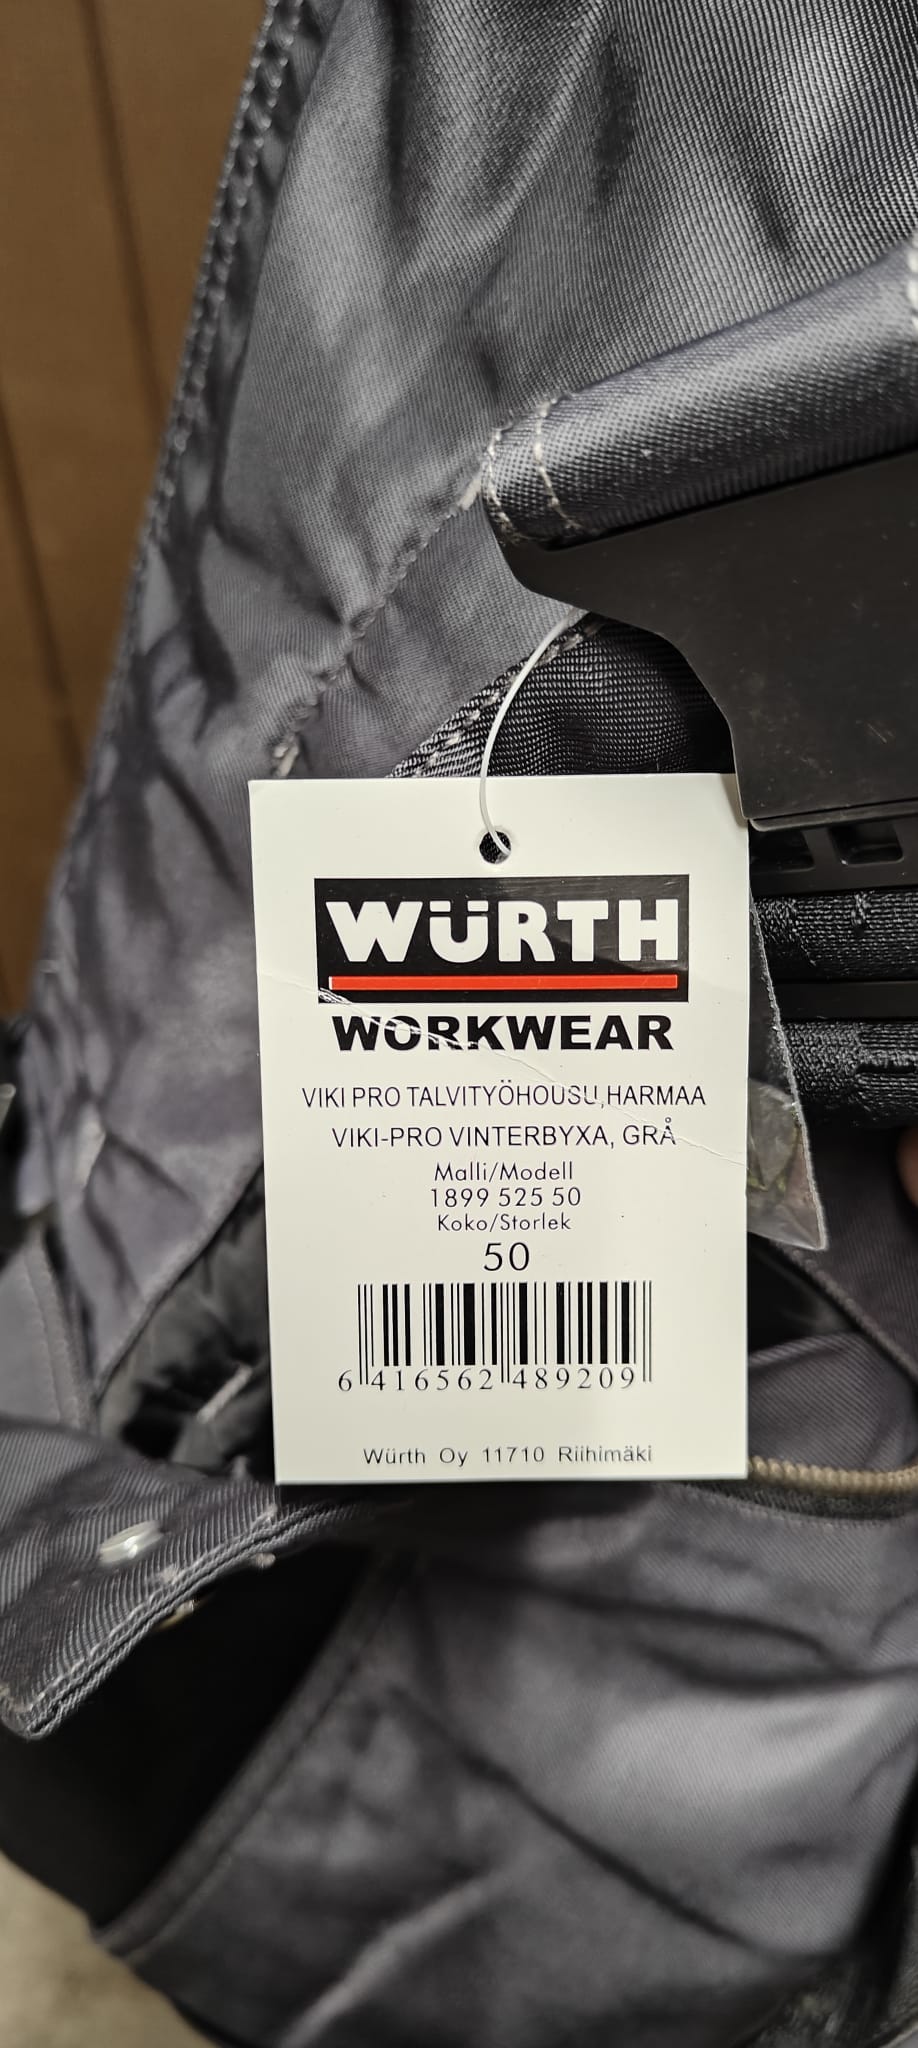 WÜRTH
WORKWEAR
VIKI PRO TALVITYÖHOUSU,HARMAA
VIKI-PRO VINTERBYXA, GRÅ
Malli/Modell
1899 525 50
Koko/Storlek
50
6 416562 489209
Würth Oy 11710 Riihimäki